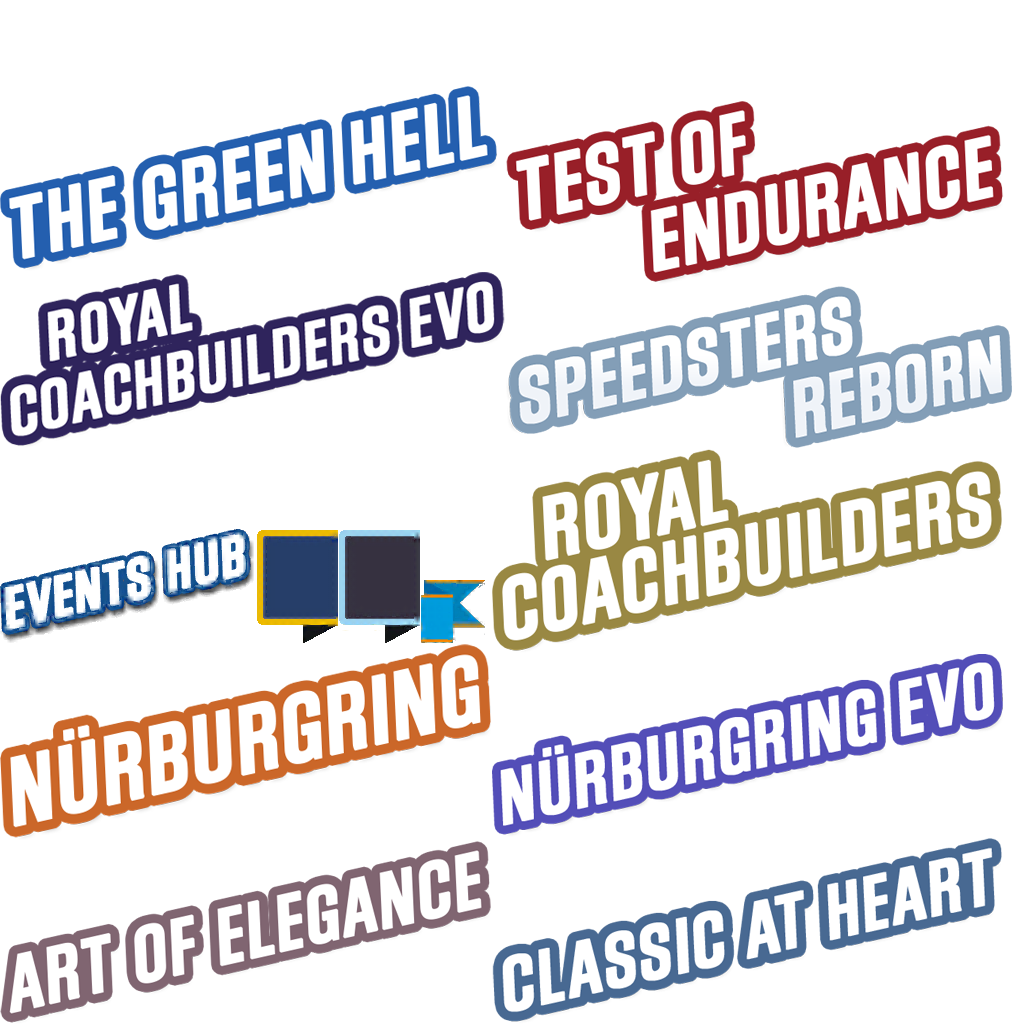 THE GREEN HELL
TEST OF
ENDURANCE
ROYAL
COACHBUILDERS EVO
SPEEDSTERS
REBORN
EVENTS HUB
ROYAL
COACHBUILDERS
NÜRBURGRING
NÜRBURGRING EVO
ART OF ELEGANCE
CLASSIC AT HEART